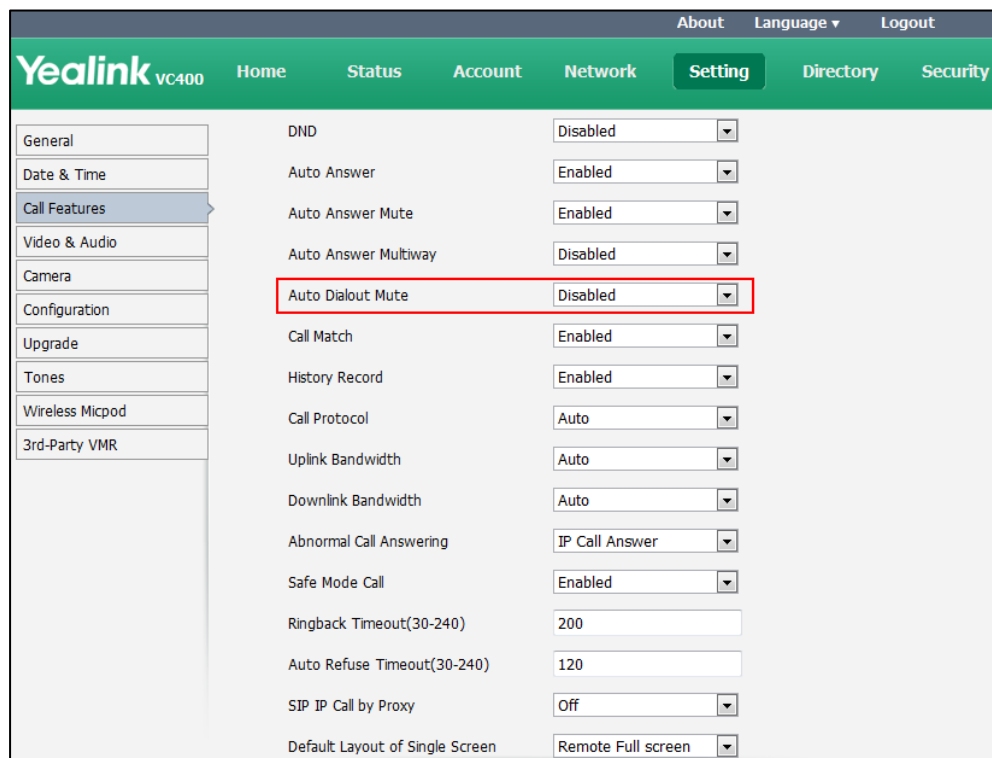 About Language ▾ Logout
Yealink VC400 Home Status Account Network Setting Directory Security
General
Date & Time
Call Features
Video & Audio
Camera
Configuration
Upgrade
Tones
Wireless Micpod
3rd-Party VMR
DND Disabled
Auto Answer Enabled
Auto Answer Mute Enabled
Auto Answer Multiway Disabled
Auto Dialout Mute Disabled
Call Match Enabled
History Record Enabled
Call Protocol Auto
Uplink Bandwidth Auto
Downlink Bandwidth Auto
Abnormal Call Answering IP Call Answer
Safe Mode Call Enabled
Ringback Timeout(30-240) 200
Auto Refuse Timeout(30-240) 120
SIP IP Call by Proxy Off
Default Layout of Single Screen Remote Full screen